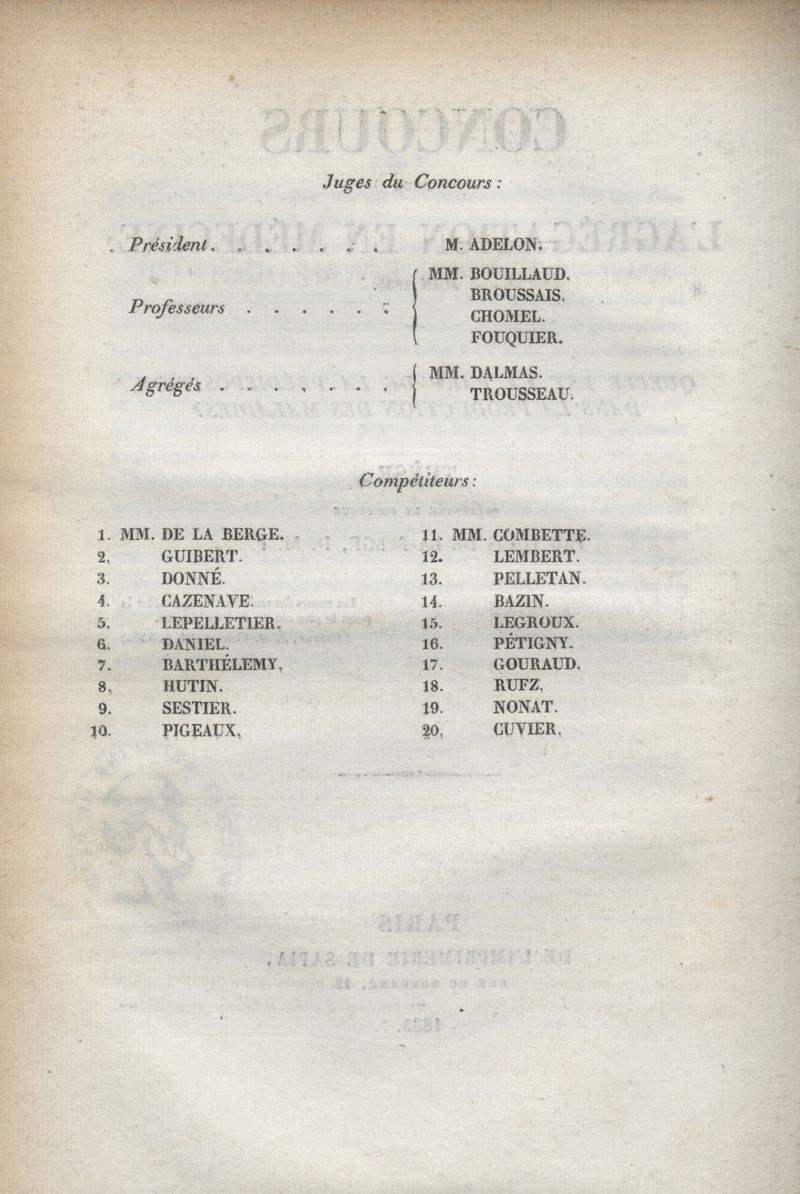 Juges du Concours :
Président. . . . . . . M. ADELON.
Professeurs . . . . . . MM. BOUILLAUD.
BROUSSAIS.
CHOMEL.
FOUQUIER.
Agrégés . . . . . . . MM. DALMAS.
TROUSSEAU.
Compétiteurs :
1. MM. DE LA BERGE.
2. GUIBERT.
3. DONNÉ.
4. CAZENAVE.
5. LEPELLETIER.
6. DANIEL.
7. BARTHÉLEMY.
8. HUTIN.
9. SESTIER.
10. PIGEAUX.
11. MM. COMBETTE.
12. LEMBERT.
13. PELLETAN.
14. BAZIN.
15. LEGROUX.
16. PÉTIGNY.
17. GOURAUD.
18. RUFZ.
19. NONAT.
20. CUVIER.